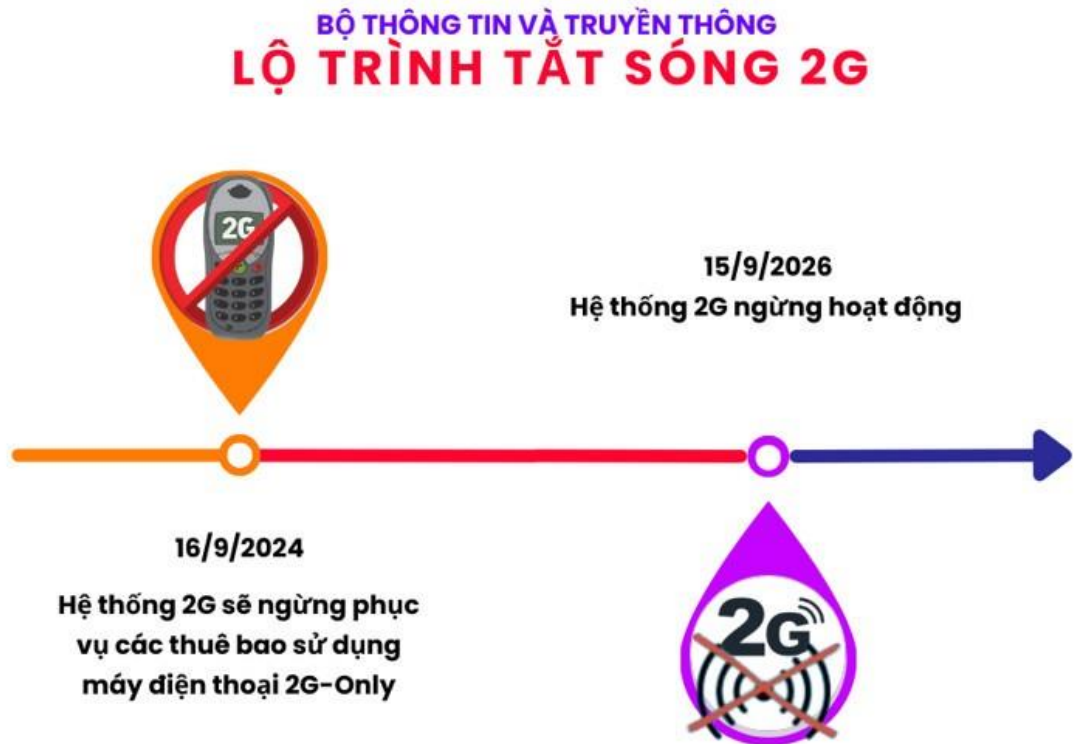 BỘ THÔNG TIN VÀ TRUYỀN THÔNG
LỘ TRÌNH TẮT SÓNG 2G
2G
15/9/2026
Hệ thống 2G ngừng hoạt động
16/9/2024
Hệ thống 2G sẽ ngừng phục
vụ các thuê bao sử dụng
máy điện thoại 2G-Only
2G